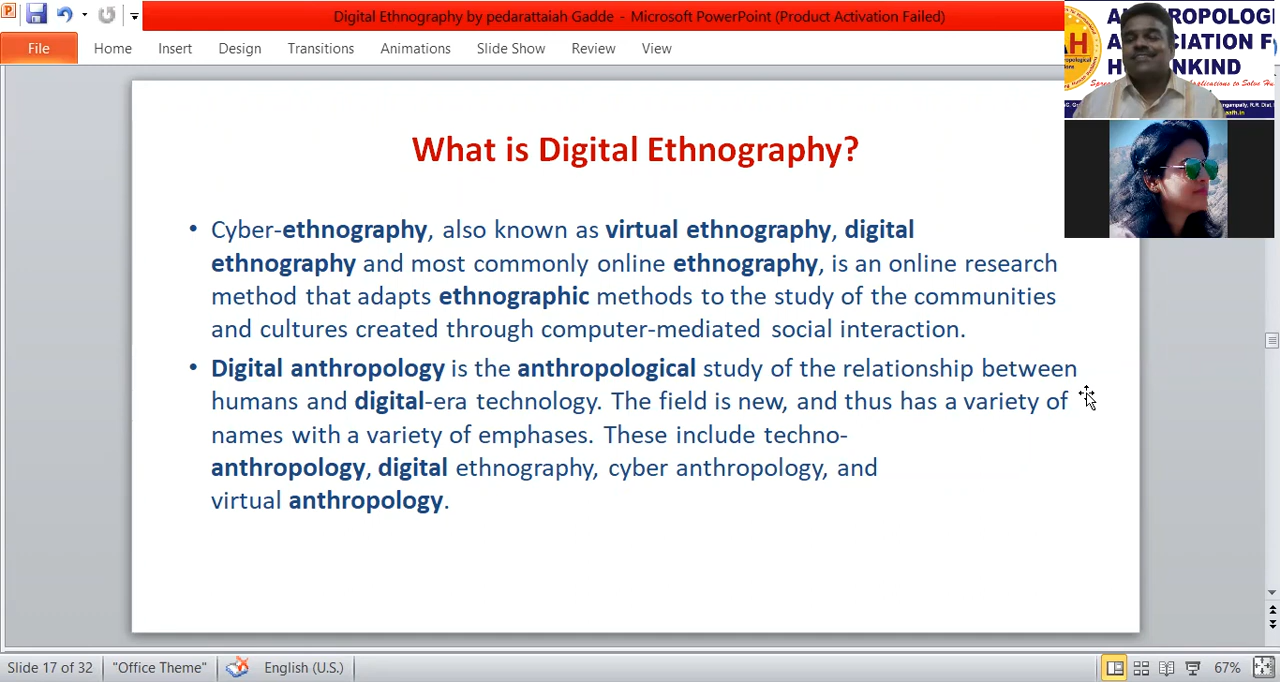 Digital Ethnography by pedarattaiah Gadde - Microsoft PowerPoint (Product Activation Failed)
File Home Insert Design Transitions Animations Slide Show Review View
What is Digital Ethnography?
• Cyber-ethnography, also known as virtual ethnography, digital
ethnography and most commonly online ethnography, is an online research
method that adapts ethnographic methods to the study of the communities
and cultures created through computer-mediated social interaction.
• Digital anthropology is the anthropological study of the relationship between
humans and digital-era technology. The field is new, and thus has a variety of
names with a variety of emphases. These include techno-
anthropology, digital ethnography, cyber anthropology, and
virtual anthropology.
Slide 17 of 32 "Office Theme" English (U.S.) 67%